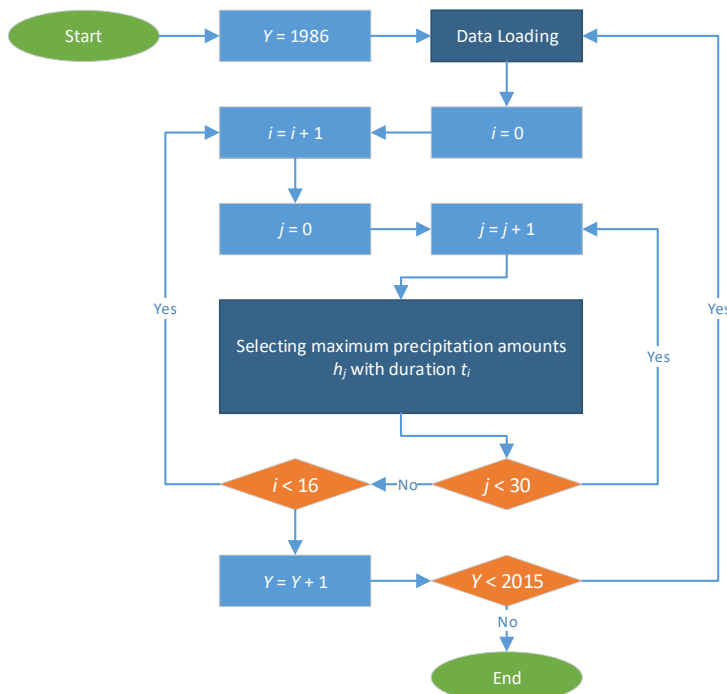 Start
Y = 1986
Data Loading
i = i + 1
i = 0
j = 0
j = j + 1
Yes
Selecting maximum precipitation amounts
hj with duration ti
Yes
Yes
i < 16
No
j < 30
Y = Y + 1
Y < 2015
No
End